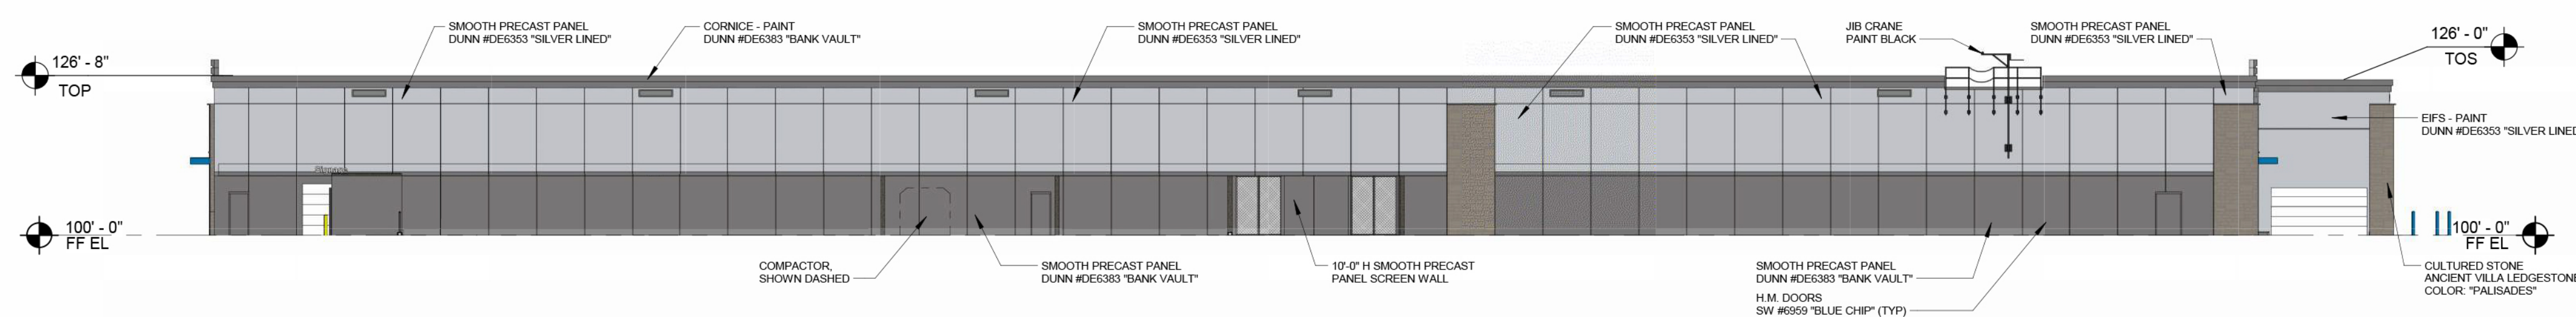 SMOOTH PRECAST PANEL
DUNN #DE6353 "SILVER LINED"
CORNICE - PAINT
DUNN #DE6383 "BANK VAULT"
SMOOTH PRECAST PANEL
DUNN #DE6353 "SILVER LINED"
SMOOTH PRECAST PANEL
DUNN #DE6353 "SILVER LINED"
JIB CRANE
PAINT BLACK
SMOOTH PRECAST PANEL
DUNN #DE6353 "SILVER LINED"
126' - 8"
TOP
126' - 0"
TOS
EIFS - PAINT
DUNN #DE6353 "SILVER LINED
Signage
100' - 0"
FF EL
100' - 0"
FF EL
COMPACTOR,
SHOWN DASHED
SMOOTH PRECAST PANEL
DUNN #DE6383 "BANK VAULT"
10'-0" H SMOOTH PRECAST
PANEL SCREEN WALL
SMOOTH PRECAST PANEL
DUNN #DE6383 "BANK VAULT"
H.M. DOORS
SW #6959 "BLUE CHIP" (TYP)
CULTURED STONE
ANCIENT VILLA LEDGESTONE
COLOR: "PALISADES"